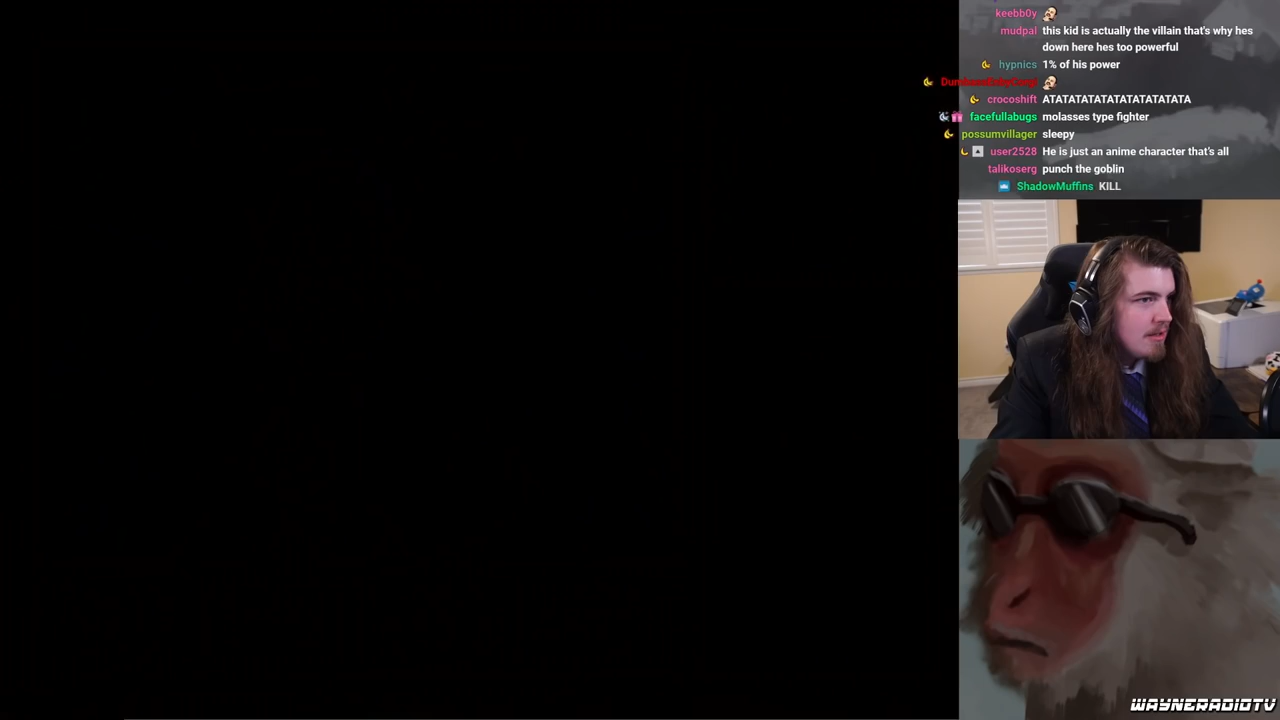 keebb0y
mudpal this kid is actually the villain that's why hes
down here hes too powerful
hypnics 1% of his power
crocoshift ATATATATATATATATATATA
facefullabugs molasses type fighter
possumvillager sleepy
user2528 He is just an anime character that's all
talikoserg punch the goblin
ShadowMuffins KILL
WAYNERADIOTV